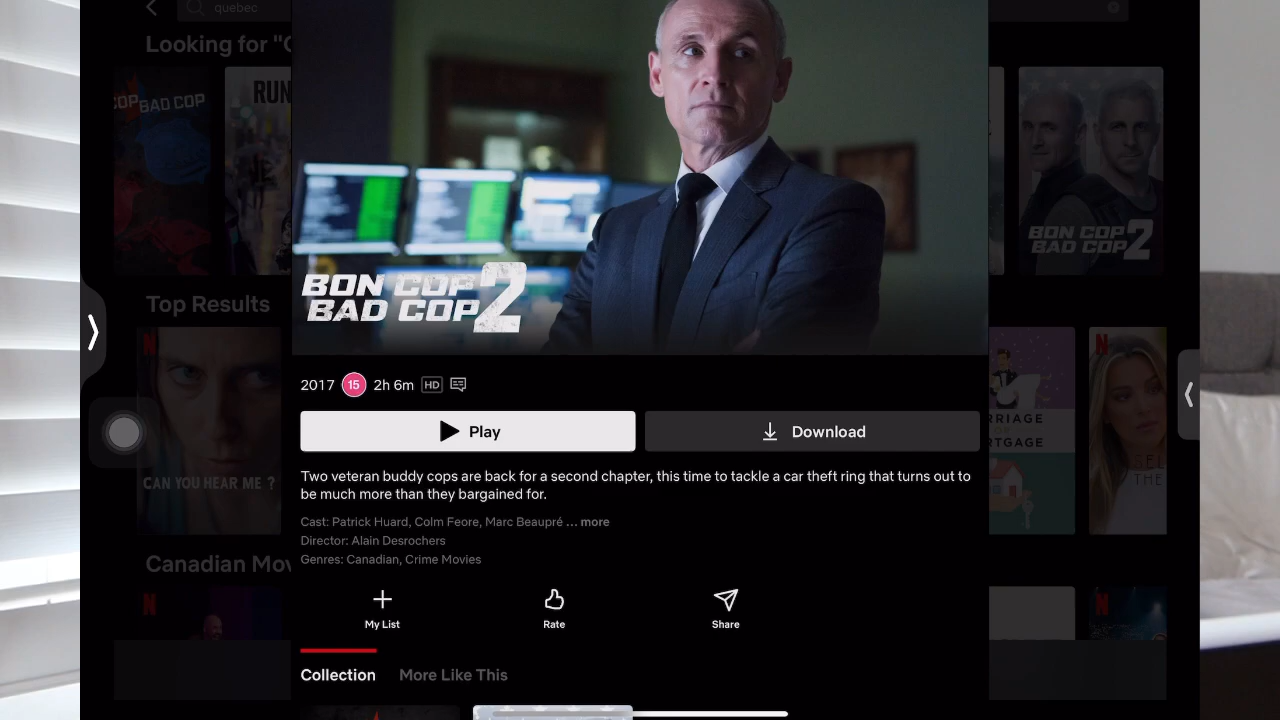 quebec
Looking for "
COP BAD COP
RUN
BON COP
BAD COP 2
BON COP
BAD COP 2
Top Results
2017 15 2h 6m HD
Play
Download
CAN YOU HEAR ME ?
Two veteran buddy cops are back for a second chapter, this time to tackle a car theft ring that turns out to
be much more than they bargained for.
Cast: Patrick Huard, Colm Feore, Marc Beaupré ... more
Director: Alain Desrochers
Genres: Canadian, Crime Movies
Canadian Mov
My List
Rate
Share
Collection
More Like This